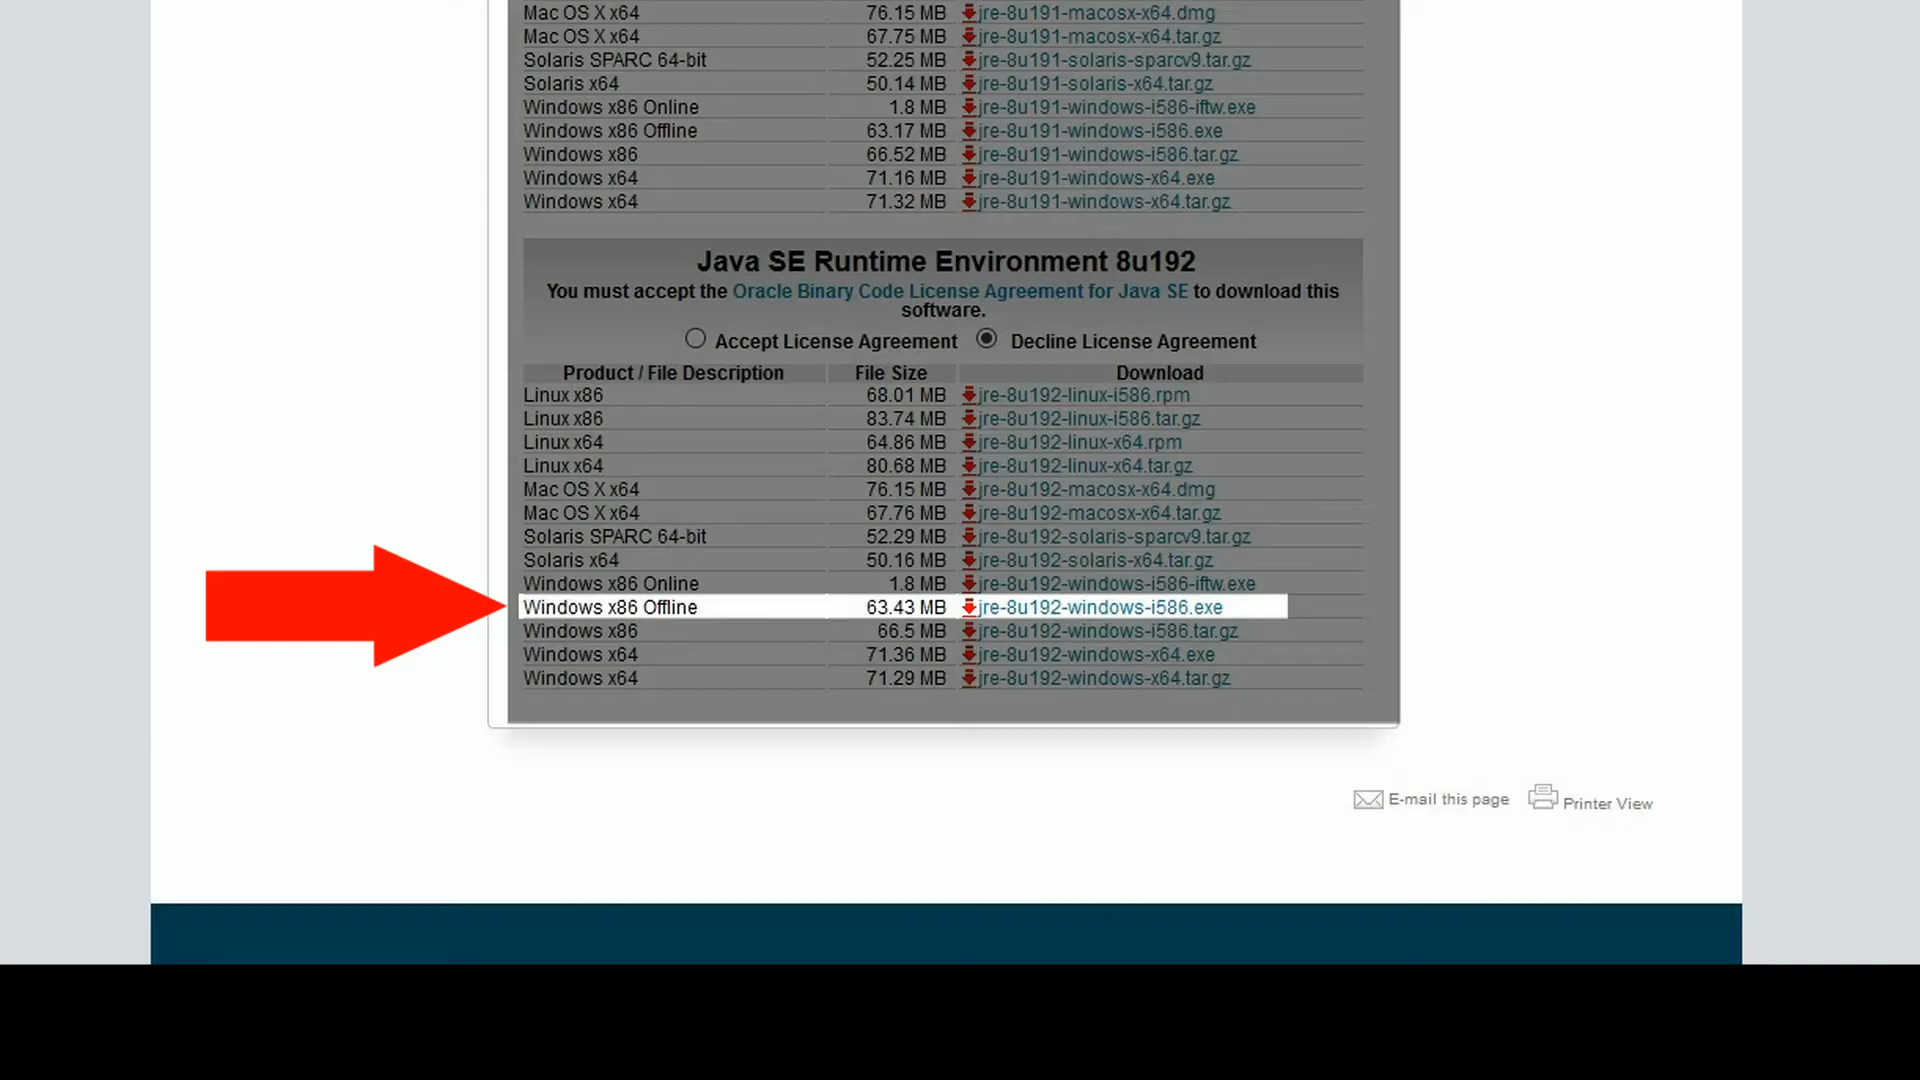 Mac OS X x64 76.15 MB jre-8u191-macosx-x64.dmg
Mac OS X x64 67.75 MB jre-8u191-macosx-x64.tar.gz
Solaris SPARC 64-bit 52.25 MB jre-8u191-solaris-sparcv9.tar.gz
Solaris x64 50.14 MB jre-8u191-solaris-x64.tar.gz
Windows x86 Online 1.8 MB jre-8u191-windows-i586-iftw.exe
Windows x86 Offline 63.17 MB jre-8u191-windows-i586.exe
Windows x86 66.52 MB jre-8u191-windows-i586.tar.gz
Windows x64 71.16 MB jre-8u191-windows-x64.exe
Windows x64 71.32 MB jre-8u191-windows-x64.tar.gz
Java SE Runtime Environment 8u192
You must accept the Oracle Binary Code License Agreement for Java SE to download this
software.
Accept License Agreement Decline License Agreement
Product / File Description File Size Download
Linux x86 68.01 MB jre-8u192-linux-i586.rpm
Linux x86 83.74 MB jre-8u192-linux-i586.tar.gz
Linux x64 64.86 MB jre-8u192-linux-x64.rpm
Linux x64 80.68 MB jre-8u192-linux-x64.tar.gz
Mac OS X x64 76.15 MB jre-8u192-macosx-x64.dmg
Mac OS X x64 67.76 MB jre-8u192-macosx-x64.tar.gz
Solaris SPARC 64-bit 52.29 MB jre-8u192-solaris-sparcv9.tar.gz
Solaris x64 50.16 MB jre-8u192-solaris-x64.tar.gz
Windows x86 Online 1.8 MB jre-8u192-windows-i586-iftw.exe
Windows x86 Offline 63.43 MB jre-8u192-windows-i586.exe
Windows x86 66.5 MB jre-8u192-windows-i586.tar.gz
Windows x64 71.36 MB jre-8u192-windows-x64.exe
Windows x64 71.29 MB jre-8u192-windows-x64.tar.gz
E-mail this page Printer View